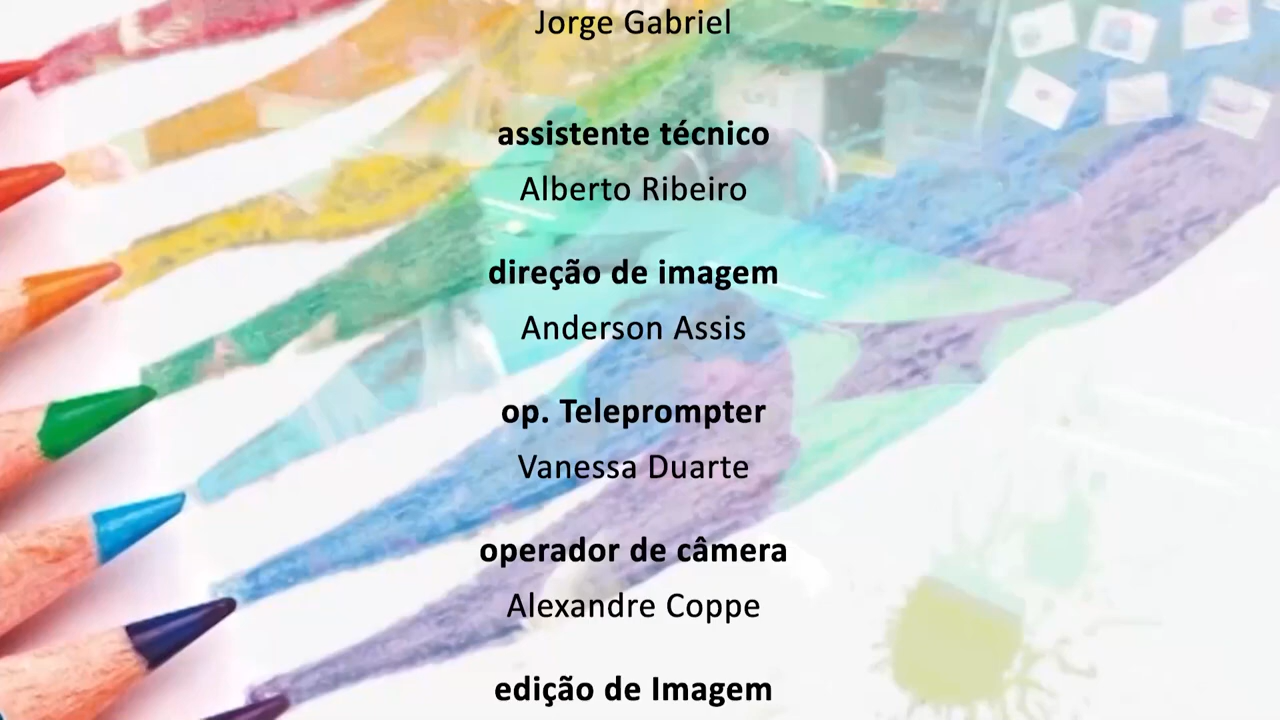 Jorge Gabriel
assistente técnico
Alberto Ribeiro
direção de imagem
Anderson Assis
op. Teleprompter
Vanessa Duarte
operador de câmera
Alexandre Coppe
edição de Imagem